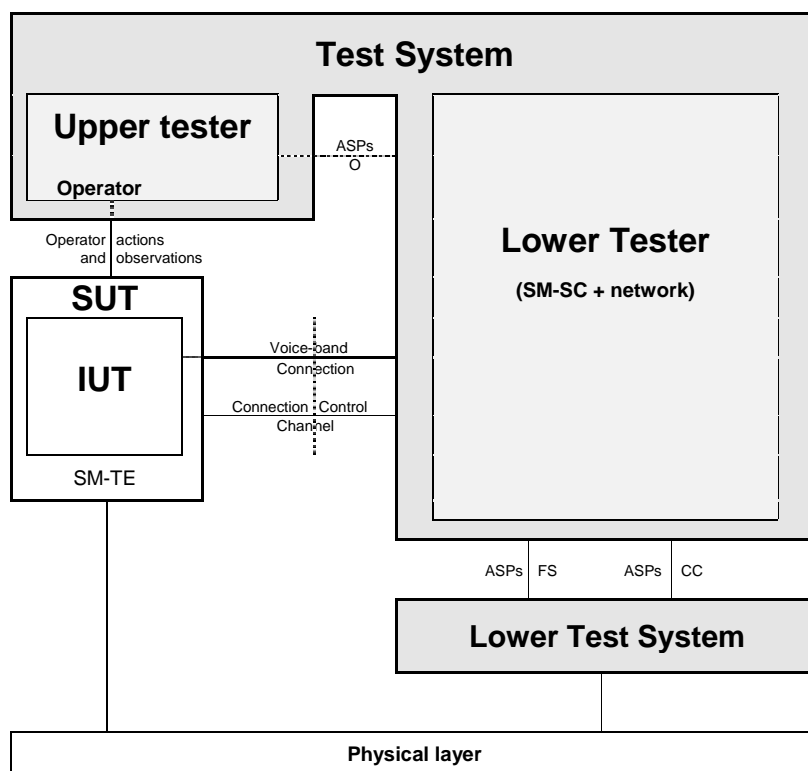 Test System
Upper tester
Operator
ASPs
O
Lower Tester
(SM-SC + network)
Operator actions
and observations
SUT
IUT
SM-TE
Voice-band
Connection
Connection Control
Channel
ASPs FS
ASPs CC
Lower Test System
Physical layer